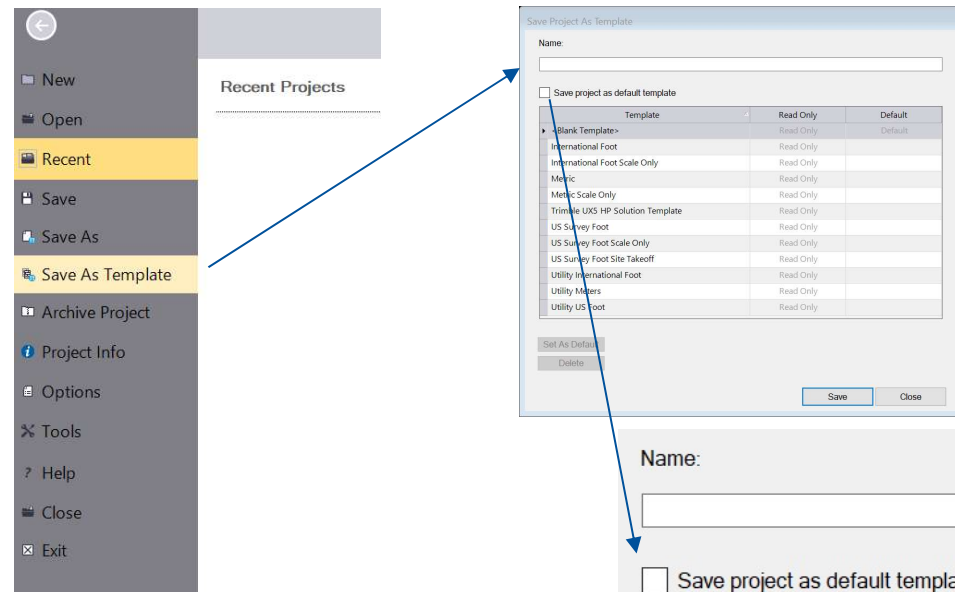 New
Open
Recent
Save
Save As
Save As Template
Archive Project
Project Info
Options
Tools
? Help
Close
Exit
Recent Projects
Save Project As Template
Name:
Save project as default template
Template Read Only Default
<Blank Template> Read Only Default
International Foot Read Only
International Foot Scale Only Read Only
Metric Read Only
Metric Scale Only Read Only
Trimble UX5 HP Solution Template Read Only
US Survey Foot Read Only
US Survey Foot Scale Only Read Only
US Survey Foot Site Takeoff Read Only
Utility International Foot Read Only
Utility Meters Read Only
Utility US Foot Read Only
Set As Default
Delete
Save Close
Name:
Save project as default templa